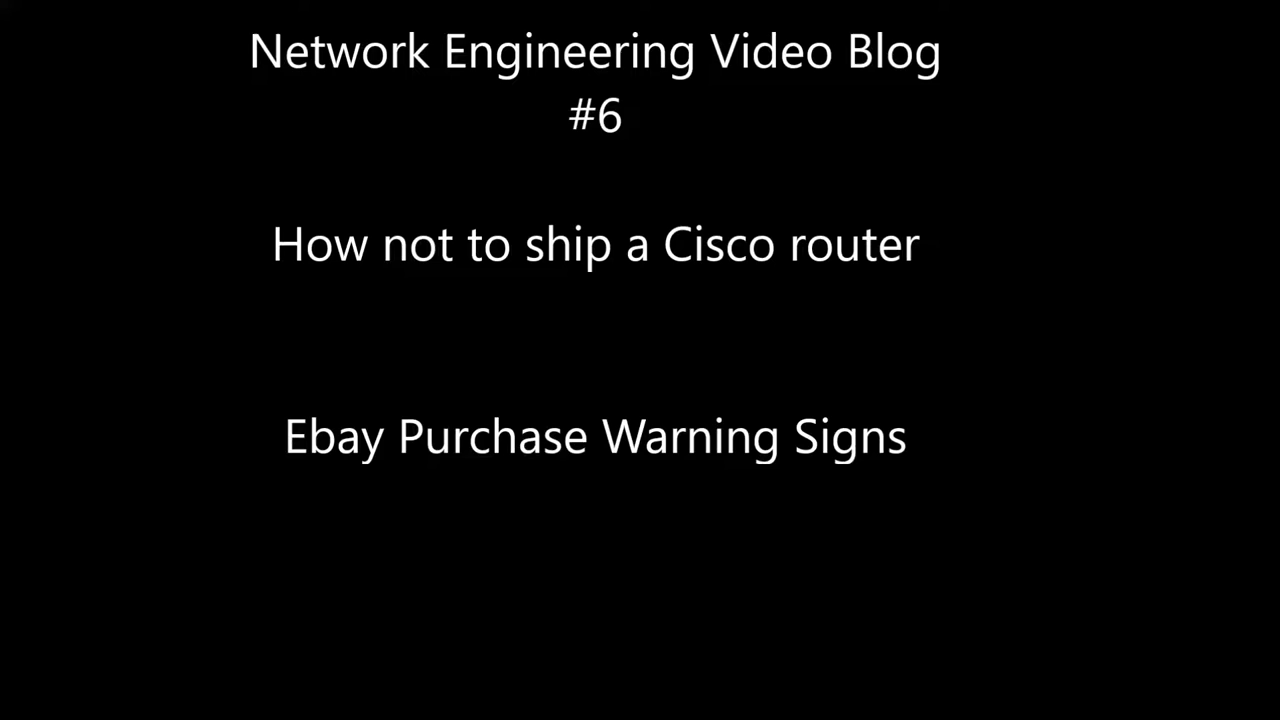 Network Engineering Video Blog
#6
How not to ship a Cisco router
Ebay Purchase Warning Signs